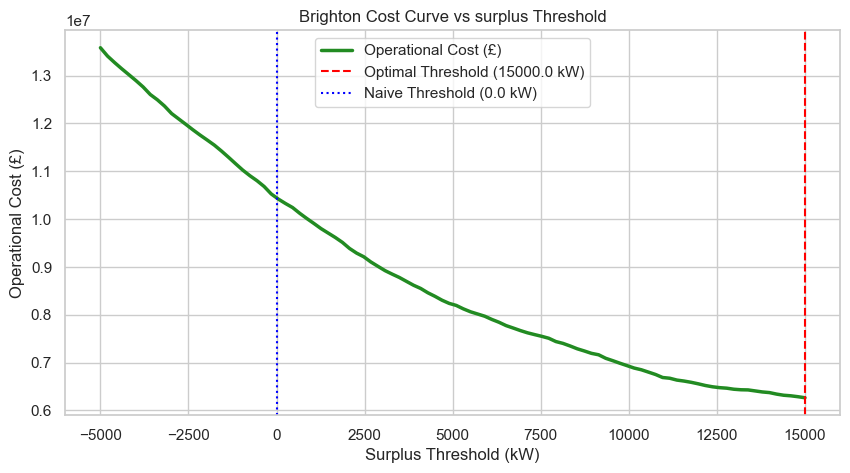 Brighton Cost Curve vs surplus Threshold
1e7
Operational Cost (£)
Optimal Threshold (15000.0 kW)
Naive Threshold (0.0 kW)
Operational Cost (£)
1.3
1.2
1.1
1.0
0.9
0.8
0.7
0.6
−5000 −2500 0 2500 5000 7500 10000 12500 15000
Surplus Threshold (kW)